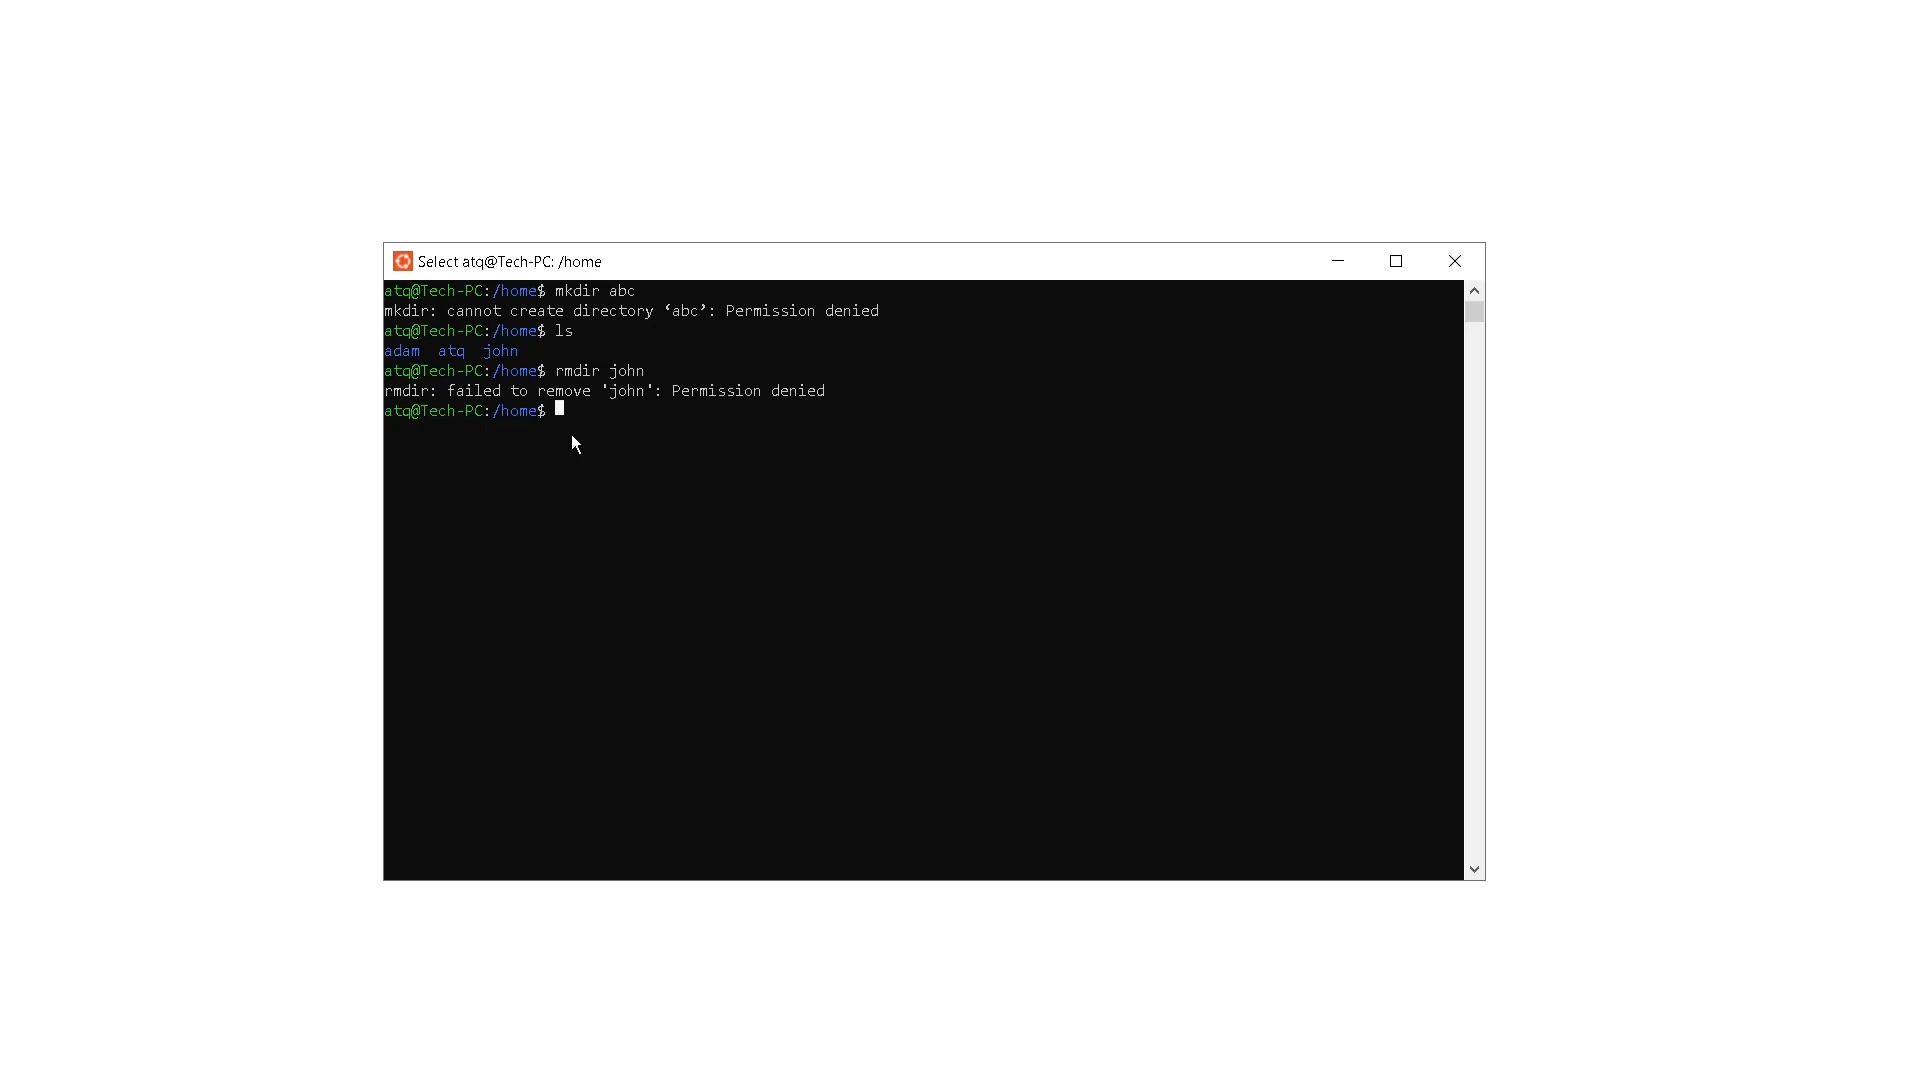 Select atq@Tech-PC: /home
atq@Tech-PC:/home$ mkdir abc
mkdir: cannot create directory ‘abc’: Permission denied
atq@Tech-PC:/home$ ls
adam  atq  john
atq@Tech-PC:/home$ rmdir john
rmdir: failed to remove 'john': Permission denied
atq@Tech-PC:/home$